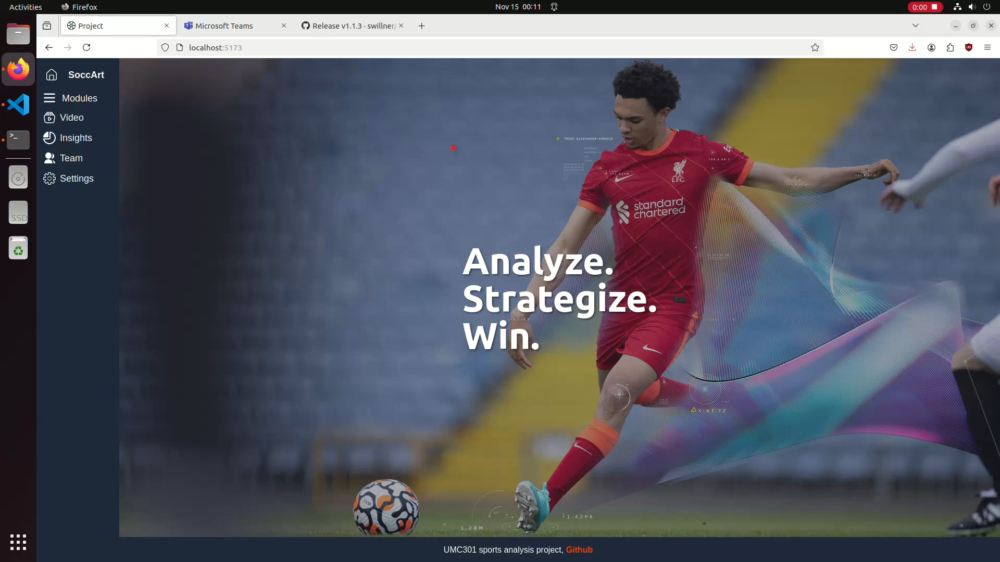 Activities
Firefox
Nov 15 00:11
0:00
Project
Microsoft Teams
Release v1.1.3 · swillner/
localhost:5173
SoccArt
Modules
Video
Insights
Team
Settings
SSD
TRENT ALEXANDER-ARNOLD
L.F.C.
standard
chartered
Analyze.
Strategize.
Win.
X:47.72
1.42PA
1.28M
UMC301 sports analysis project, Github